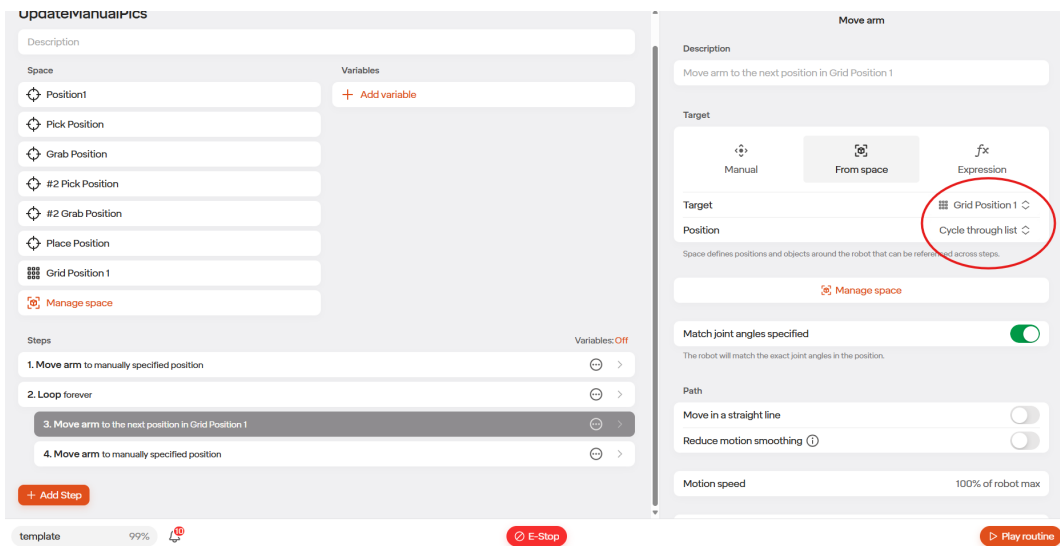 UpdateManualPics
Description
Space
Variables
Position1
Add variable
Pick Position
Grab Position
#2 Pick Position
#2 Grab Position
Place Position
Grid Position 1
Manage space
Steps
Variables: Off
1. Move arm to manually specified position
2. Loop forever
3. Move arm to the next position in Grid Position 1
4. Move arm to manually specified position
+ Add Step
Move arm
Description
Move arm to the next position in Grid Position 1
Target
Manual
From space
fx
Expression
Target
Grid Position 1
Position
Cycle through list
Space defines positions and objects around the robot that can be referenced across steps.
Manage space
Match joint angles specified
The robot will match the exact joint angles in the position.
Path
Move in a straight line
Reduce motion smoothing
Motion speed
100% of robot max
template
99%
10
E-Stop
Play routine